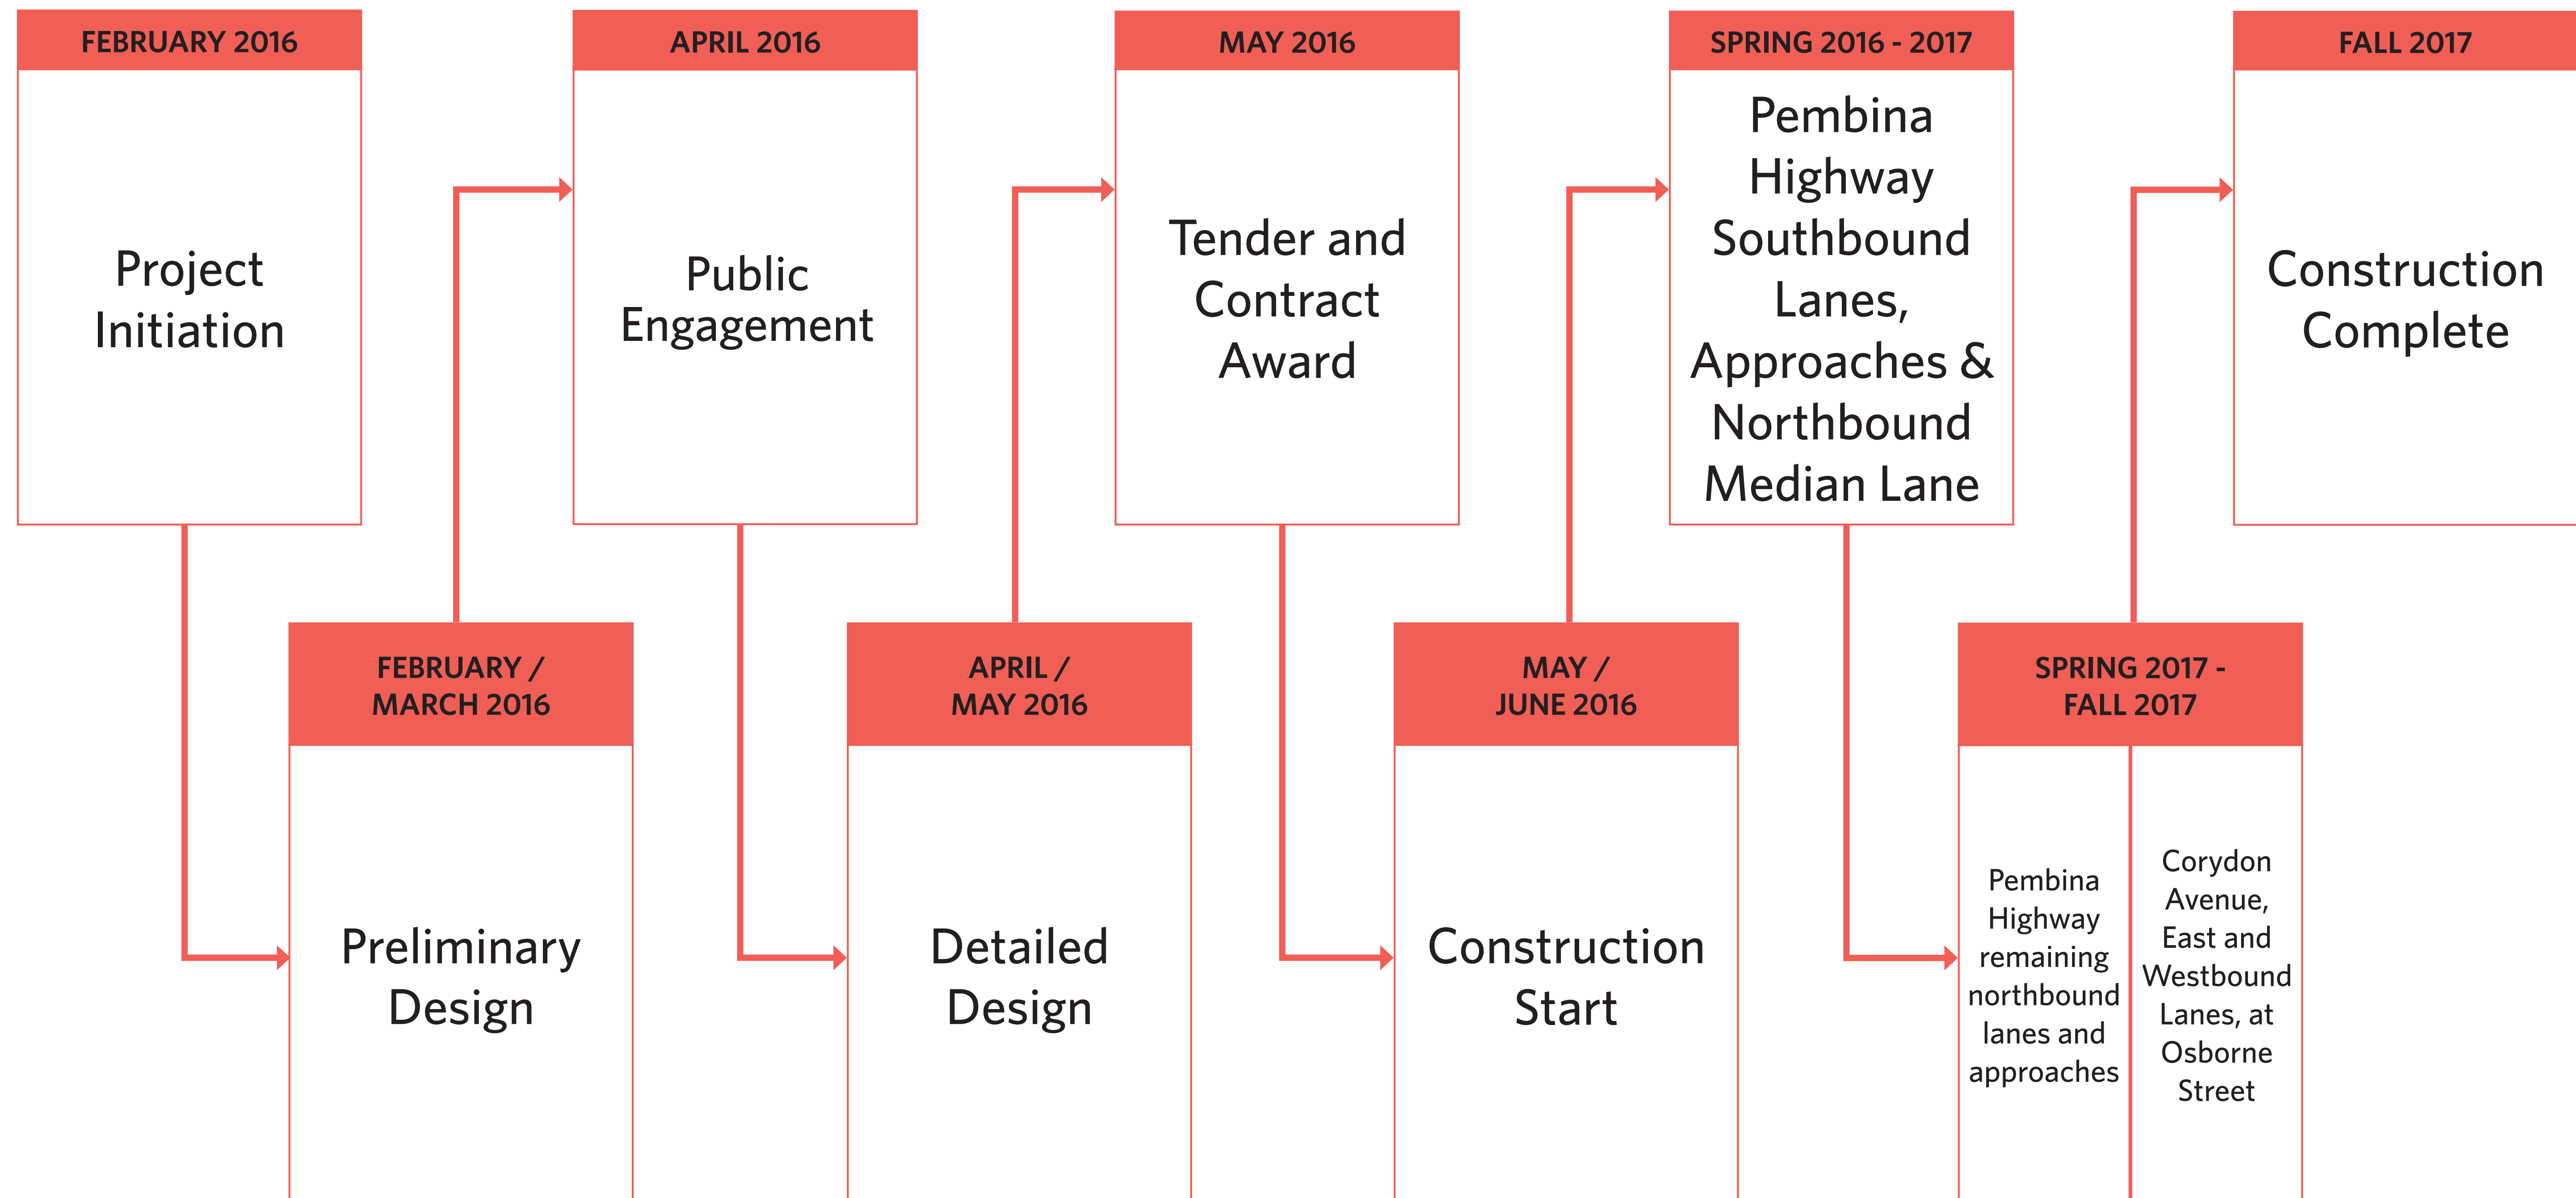 FEBRUARY 2016
Project
Initiation
FEBRUARY /
MARCH 2016
Preliminary
Design
APRIL 2016
Public
Engagement
APRIL /
MAY 2016
Detailed
Design
MAY 2016
Tender and
Contract
Award
MAY /
JUNE 2016
Construction
Start
SPRING 2016 - 2017
Pembina
Highway
Southbound
Lanes,
Approaches &
Northbound
Median Lane
SPRING 2017 -
FALL 2017
Pembina
Highway
remaining
northbound
lanes and
approaches
Corydon
Avenue,
East and
Westbound
Lanes, at
Osborne
Street
FALL 2017
Construction
Complete